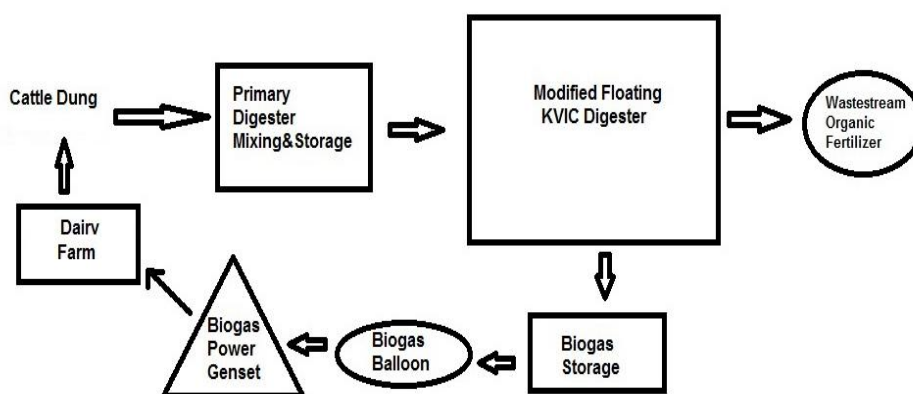 Cattle Dung
Primary
Digester
Mixing&Storage
Modified Floating
KVIC Digester
Wastestream
Organic
Fertilizer
Dairv
Farm
Biogas
Power
Genset
Biogas
Balloon
Biogas
Storage